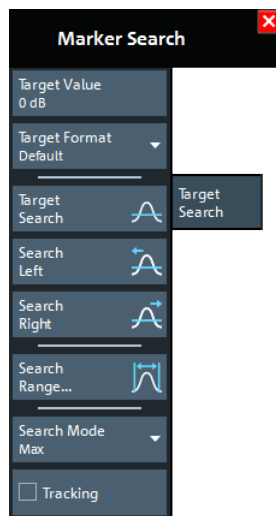 Marker Search
Target Value
0 dB
Target Format
Default
Target
Search
Target
Search
Search
Left
Search
Right
Search
Range...
Search Mode
Max
Tracking